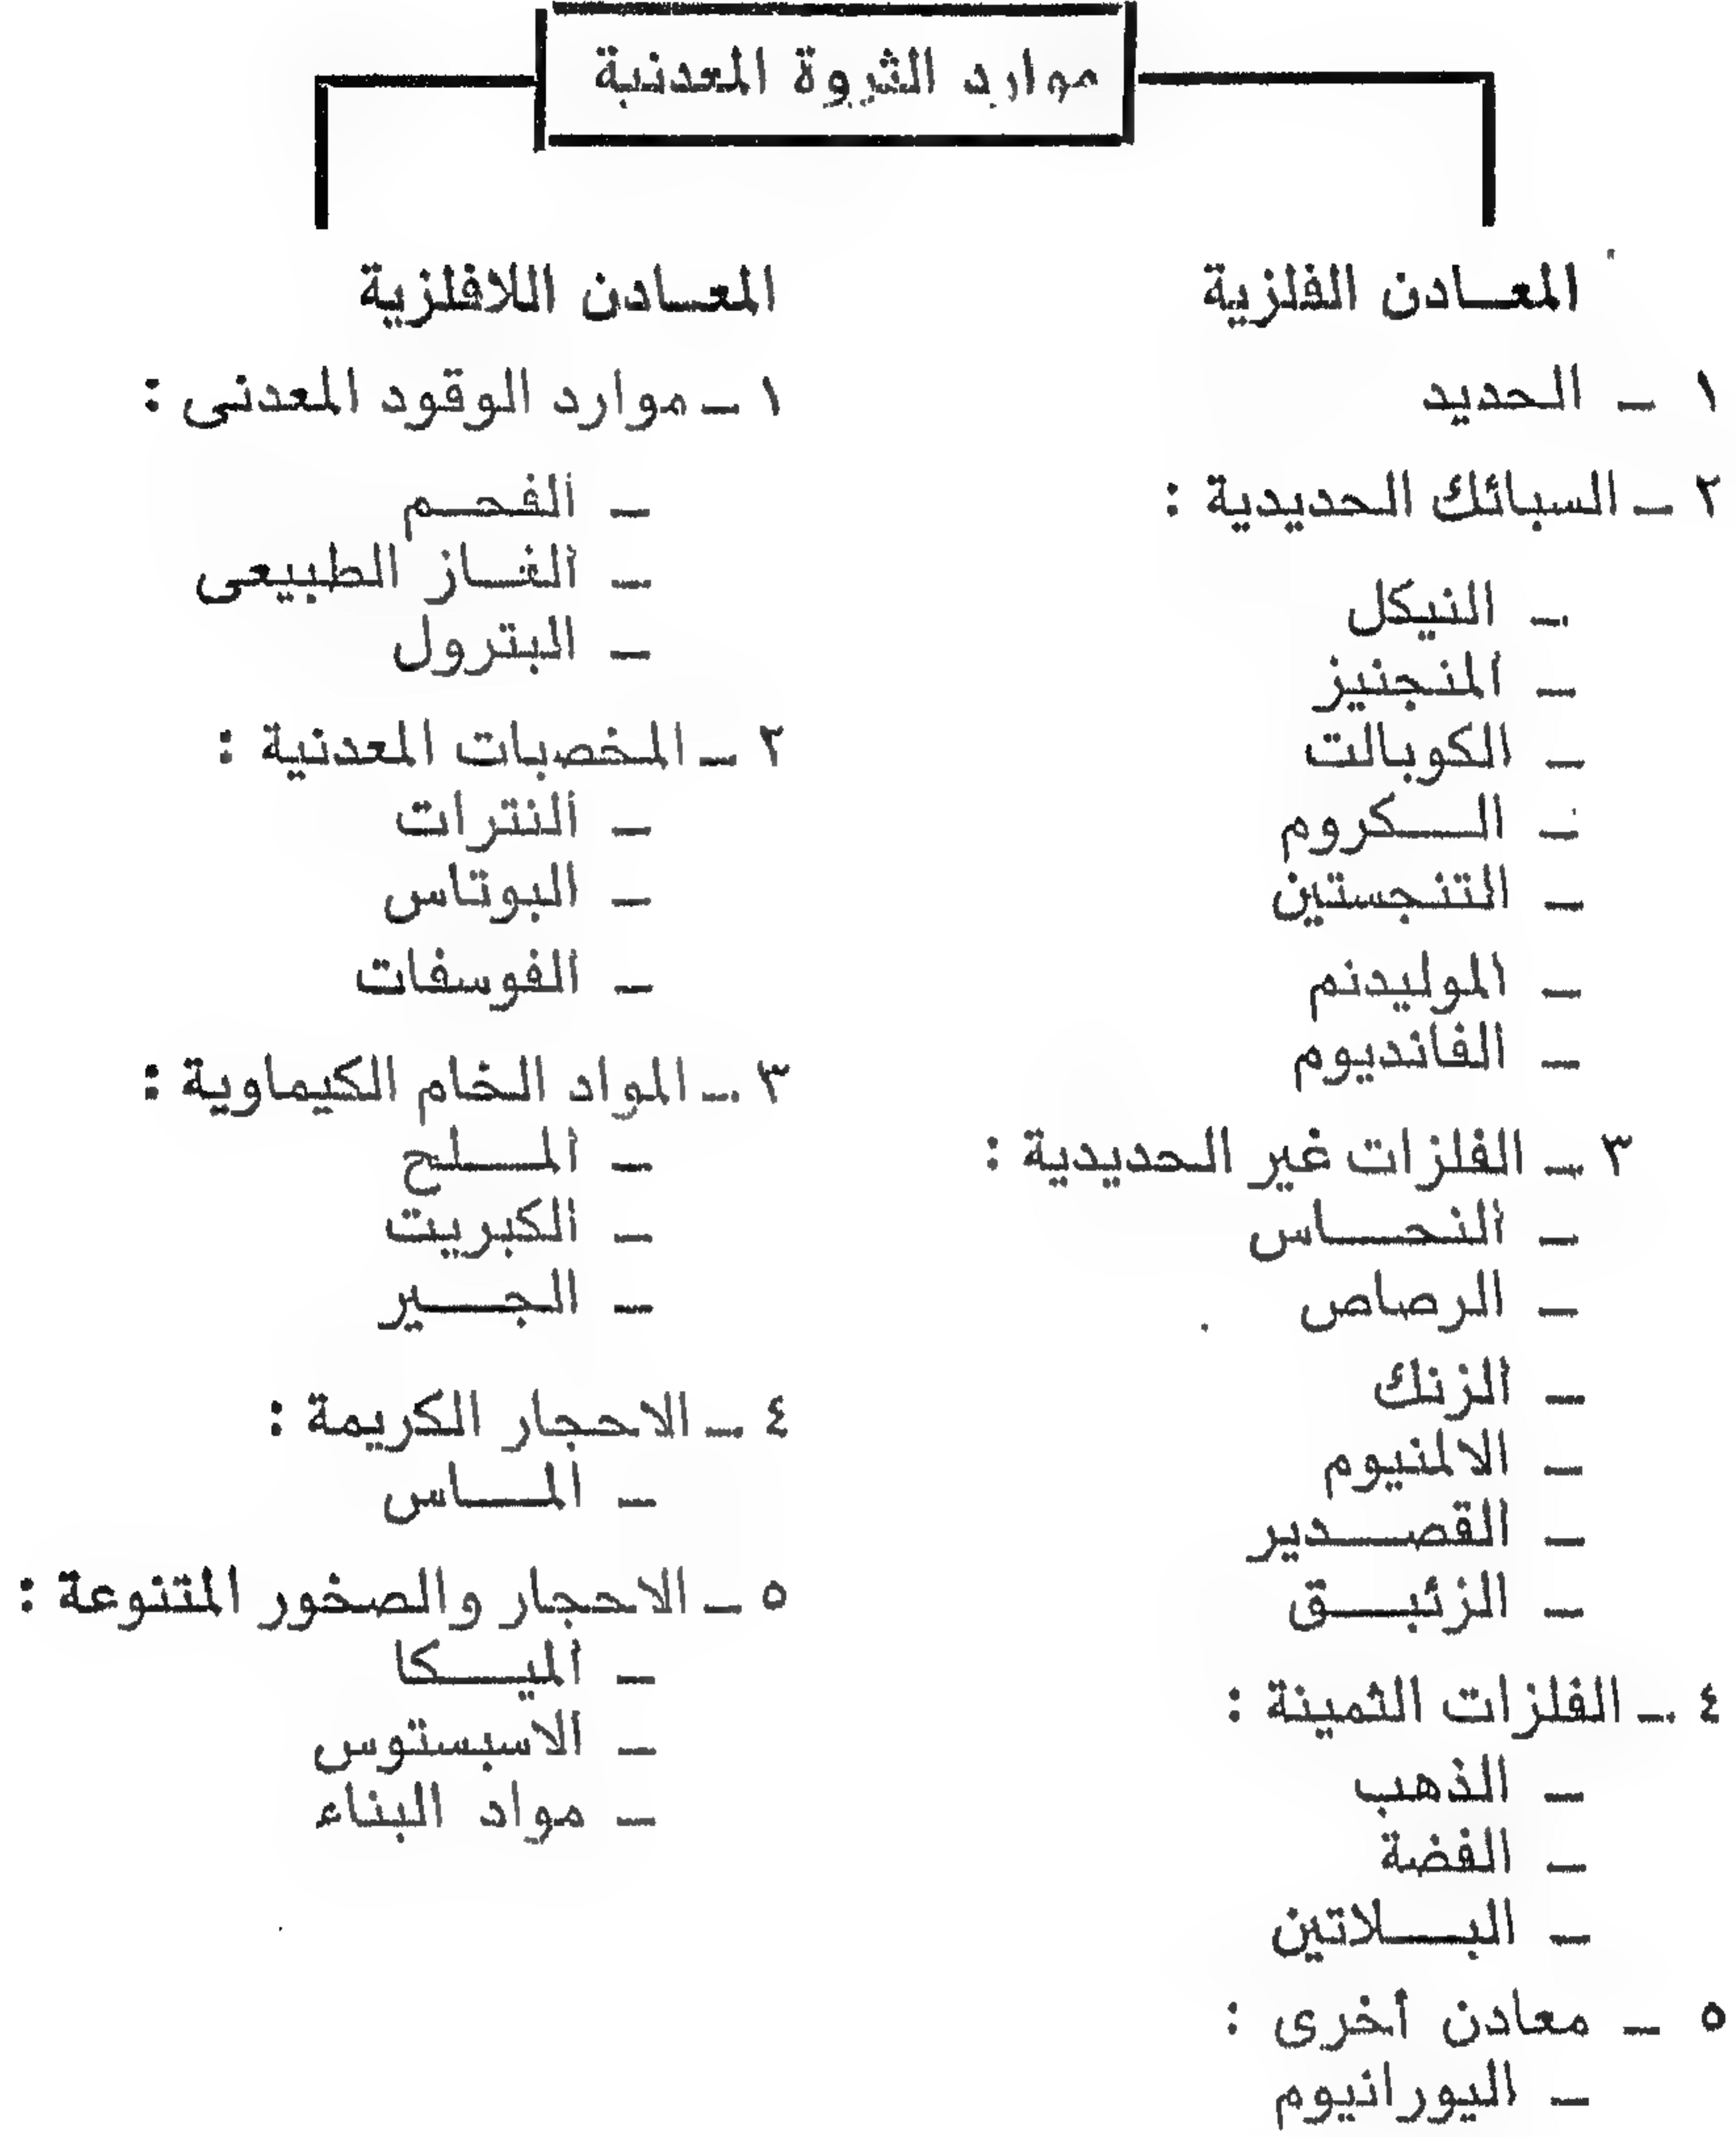 موارد الثروة المعدنية
المعادن الفلزية
١ - الحديد
٢ - السبائك الحديدية :
- النيكل
- المنجنيز
- الكوبالت
- الكروم
- التنجستين
- الموليدنم
- الفانديوم
٣ - الفلزات غير الحديدية :
- النحاس
- الرصاص
- الزنك
- الالمنيوم
- القصدير
- الزئبق
٤ - الفلزات الثمينة :
- الذهب
- الفضة
- البلاتين
٥ - معادن أخرى :
- اليورانيوم
المعادن اللافلزية
١ - موارد الوقود المعدنى :
- الفحم
- الغاز الطبيعى
- البترول
٢ - المخصبات المعدنية :
- النترات
- البوتاس
- الفوسفات
٣ - المواد الخام الكيماوية :
- الملح
- الكبريت
- الجير
٤ - الاحجار الكريمة :
- الماس
٥ - الاحجار والصخور المتنوعة :
- الميكا
- الاسبستوس
- مواد البناء